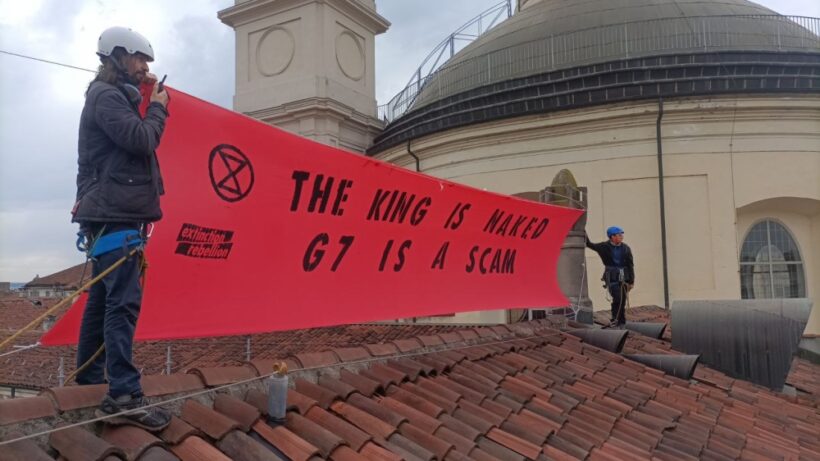 THE KING IS NAKED
G7 IS A SCAM
extinction
rebellion